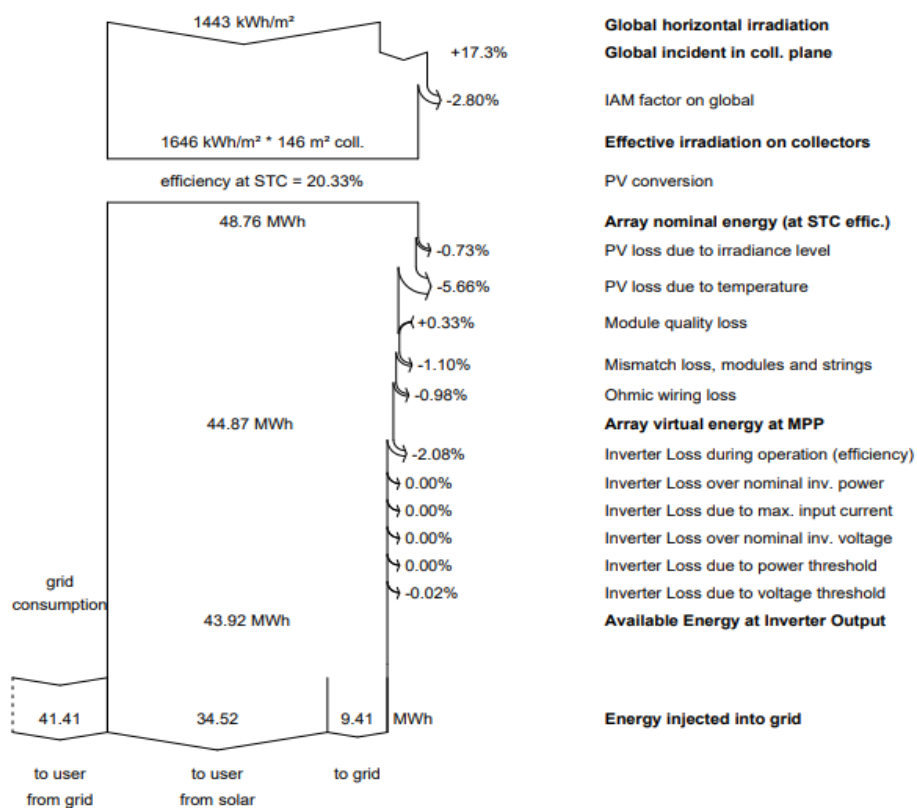 1443 kWh/m² Global horizontal irradiation
+17.3% Global incident in coll. plane
-2.80% IAM factor on global
1646 kWh/m² * 146 m² coll. Effective irradiation on collectors
efficiency at STC = 20.33% PV conversion
48.76 MWh Array nominal energy (at STC effic.)
-0.73% PV loss due to irradiance level
-5.66% PV loss due to temperature
+0.33% Module quality loss
-1.10% Mismatch loss, modules and strings
-0.98% Ohmic wiring loss
44.87 MWh Array virtual energy at MPP
-2.08% Inverter Loss during operation (efficiency)
0.00% Inverter Loss over nominal inv. power
0.00% Inverter Loss due to max. input current
0.00% Inverter Loss over nominal inv. voltage
0.00% Inverter Loss due to power threshold
grid
consumption
-0.02% Inverter Loss due to voltage threshold
43.92 MWh Available Energy at Inverter Output
41.41 34.52 9.41 MWh Energy injected into grid
to user to user to grid
from grid from solar